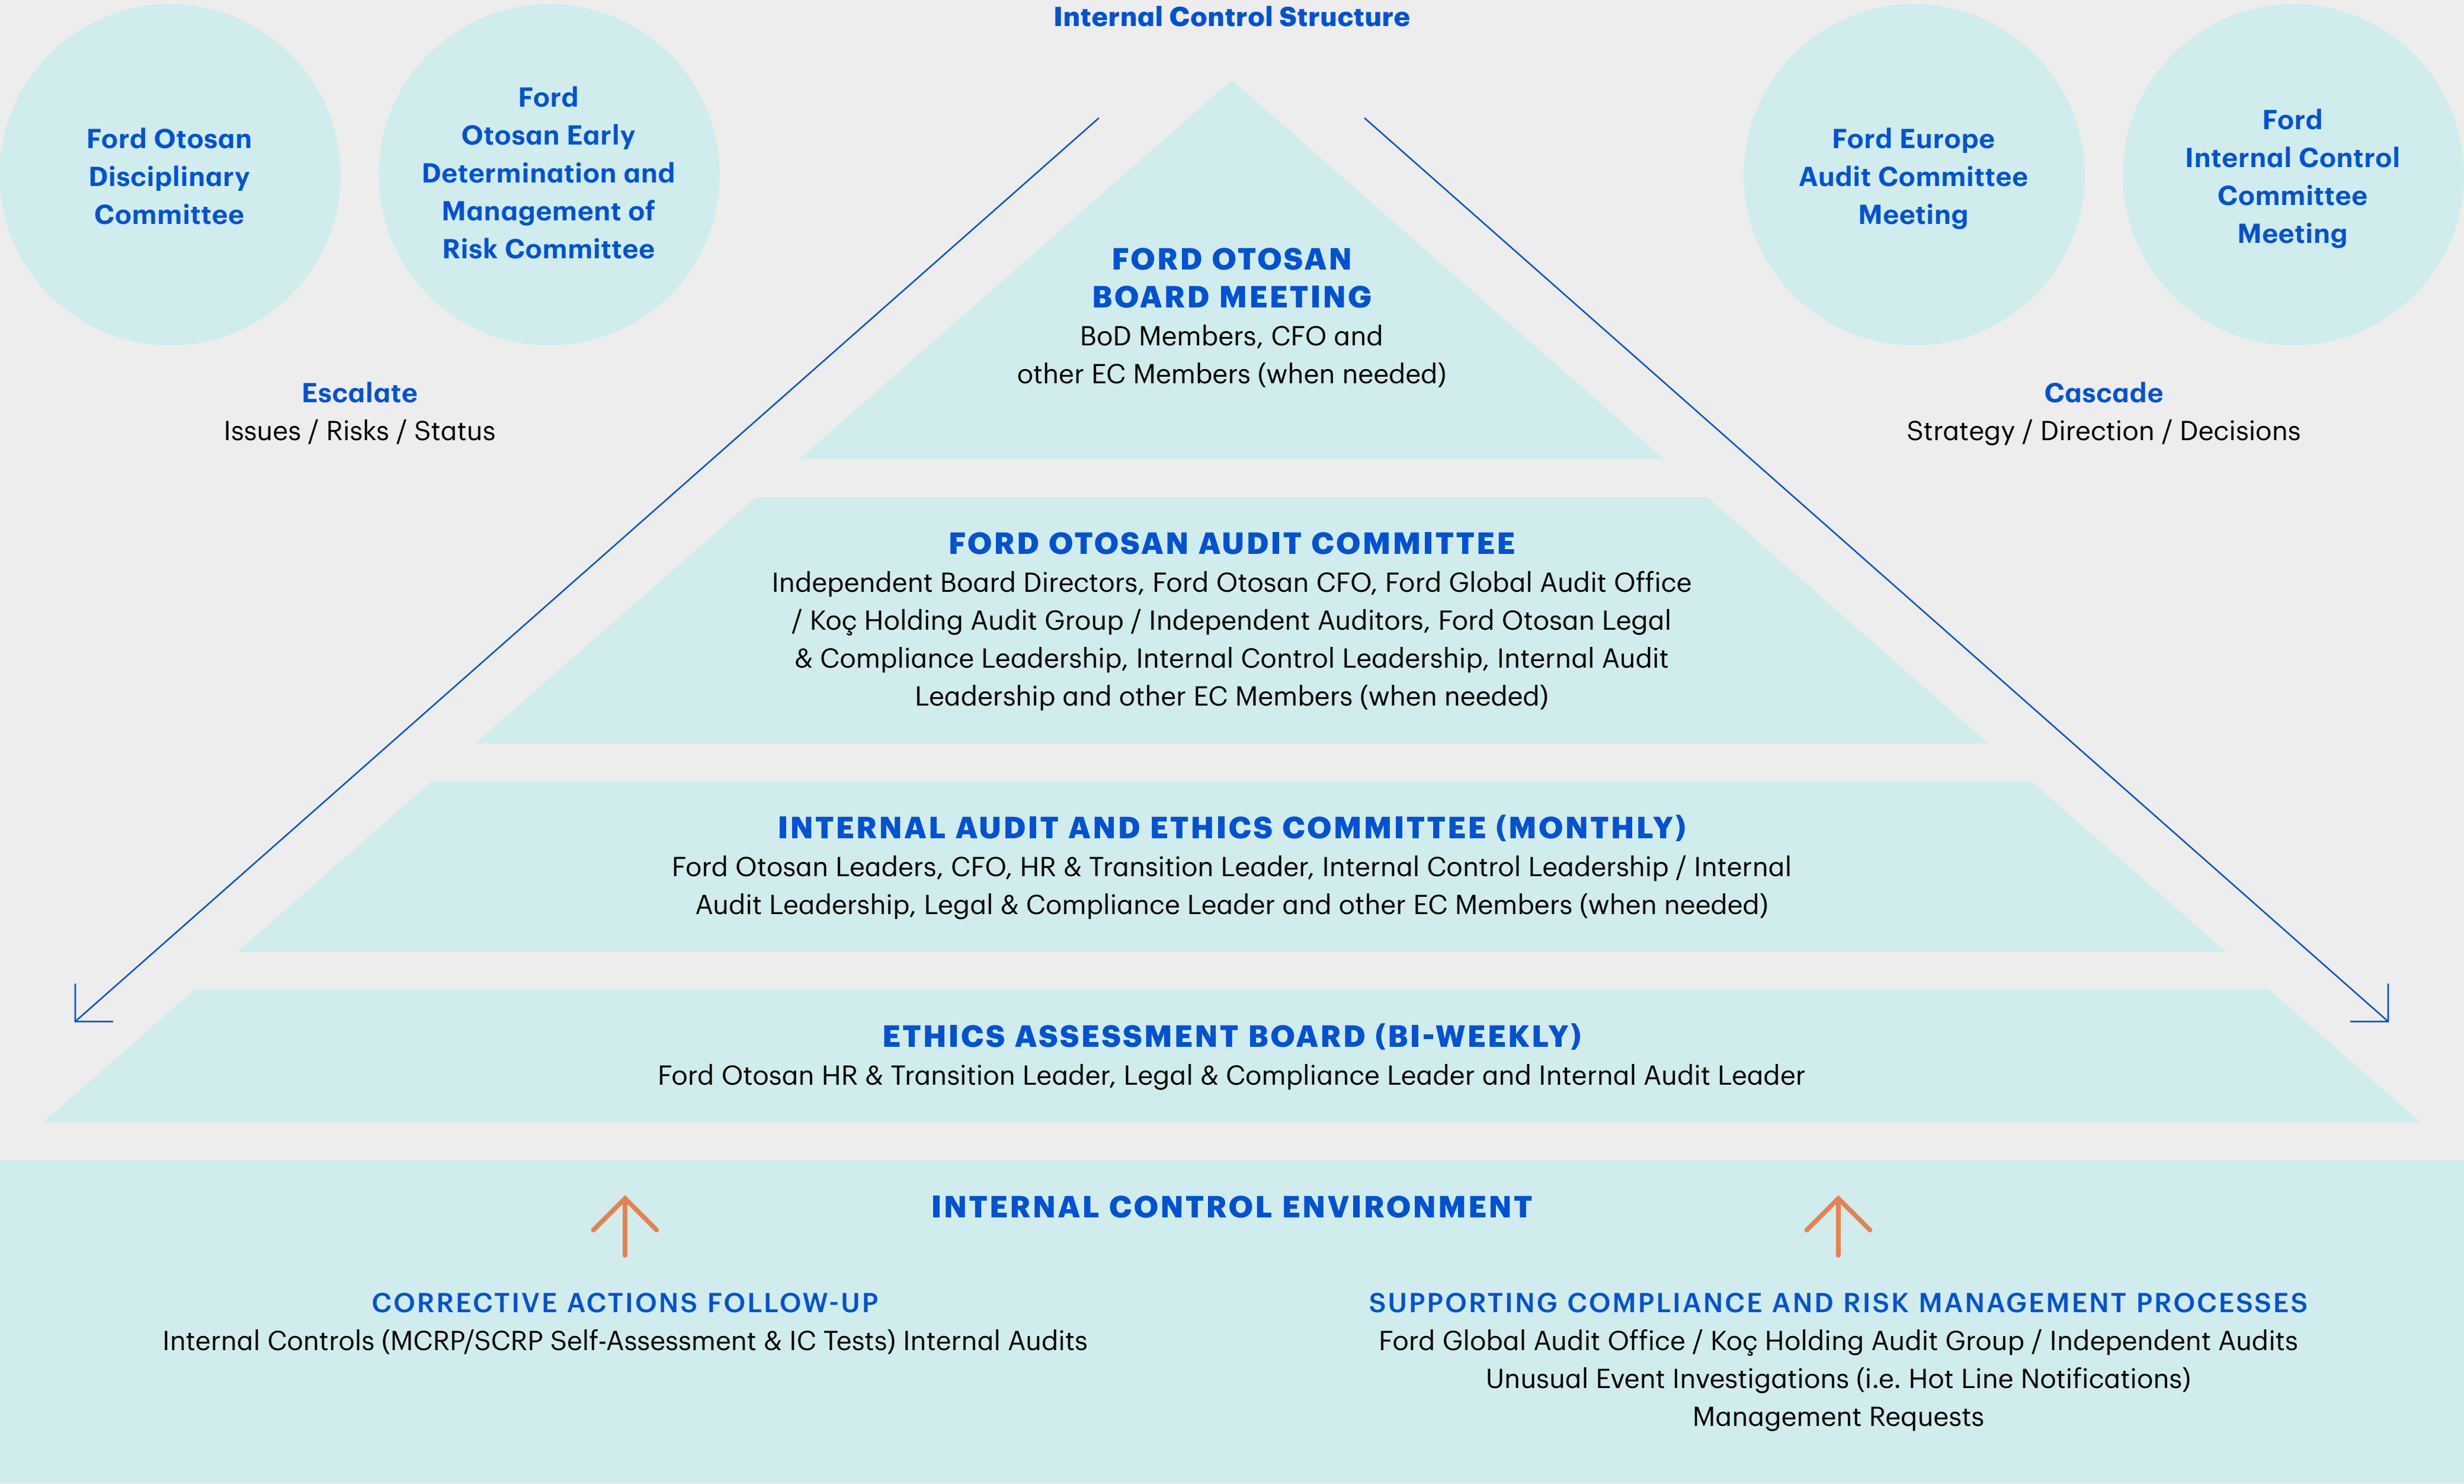 Internal Control Structure
Ford Otosan
Disciplinary
Committee
Ford
Otosan Early
Determination and
Management of
Risk Committee
Escalate
Issues / Risks / Status
Ford Europe
Audit Committee
Meeting
Ford
Internal Control
Committee
Meeting
Cascade
Strategy / Direction / Decisions
FORD OTOSAN
BOARD MEETING
BoD Members, CFO and
other EC Members (when needed)
FORD OTOSAN AUDIT COMMITTEE
Independent Board Directors, Ford Otosan CFO, Ford Global Audit Office
/ Koç Holding Audit Group / Independent Auditors, Ford Otosan Legal
& Compliance Leadership, Internal Control Leadership, Internal Audit
Leadership and other EC Members (when needed)
INTERNAL AUDIT AND ETHICS COMMITTEE (MONTHLY)
Ford Otosan Leaders, CFO, HR & Transition Leader, Internal Control Leadership / Internal
Audit Leadership, Legal & Compliance Leader and other EC Members (when needed)
ETHICS ASSESSMENT BOARD (BI-WEEKLY)
Ford Otosan HR & Transition Leader, Legal & Compliance Leader and Internal Audit Leader
INTERNAL CONTROL ENVIRONMENT
CORRECTIVE ACTIONS FOLLOW-UP
Internal Controls (MCRP/SCRP Self-Assessment & IC Tests) Internal Audits
SUPPORTING COMPLIANCE AND RISK MANAGEMENT PROCESSES
Ford Global Audit Office / Koç Holding Audit Group / Independent Audits
Unusual Event Investigations (i.e. Hot Line Notifications)
Management Requests